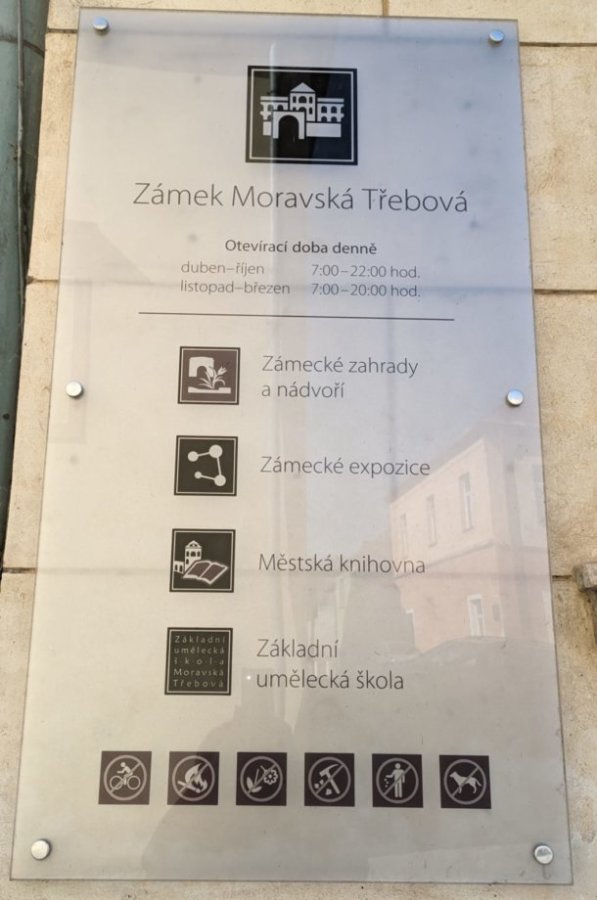 Zámek Moravská Třebová
Otevírací doba denně
duben–říjen 7:00–22:00 hod.
listopad–březen 7:00–20:00 hod.
Zámecké zahrady
a nádvoří
Zámecké expozice
Městská knihovna
Základní
umělecká
škola
Moravská
Třebová
Základní
umělecká škola